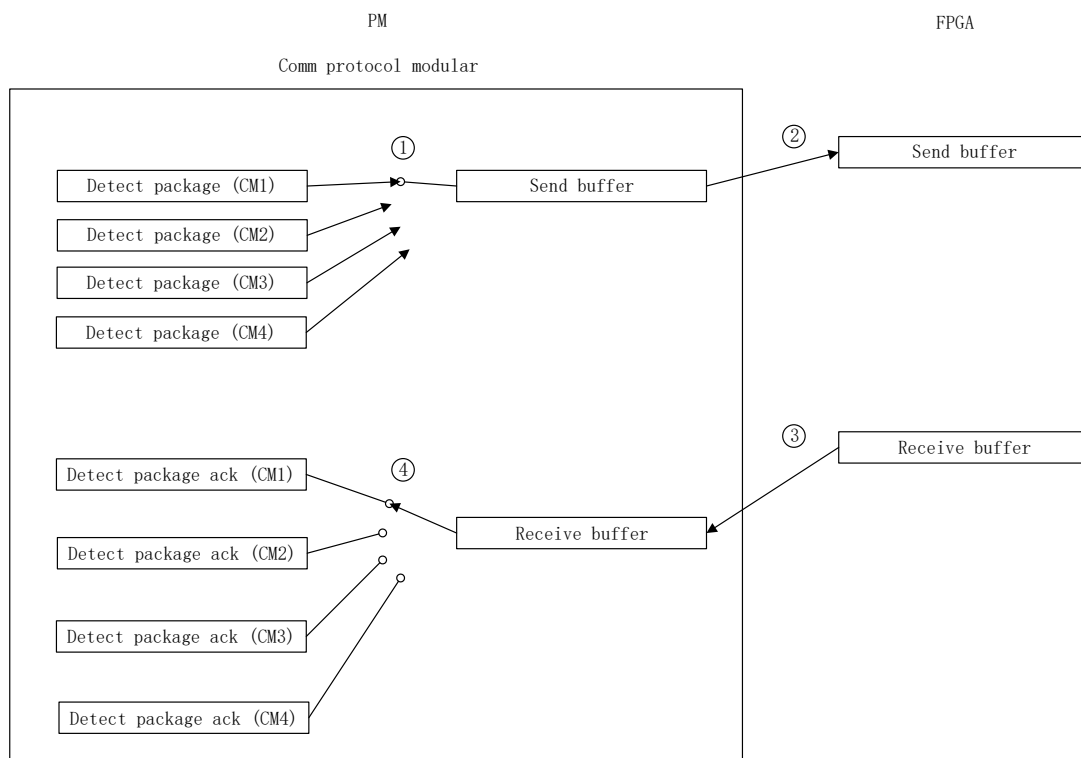 PM
FPGA
Comm protocol modular
①
②
Send buffer
Detect package (CM1)
Send buffer
Detect package (CM2)
Detect package (CM3)
Detect package (CM4)
③
Receive buffer
④
Detect package ack (CM1)
Receive buffer
Detect package ack (CM2)
Detect package ack (CM3)
Detect package ack (CM4)